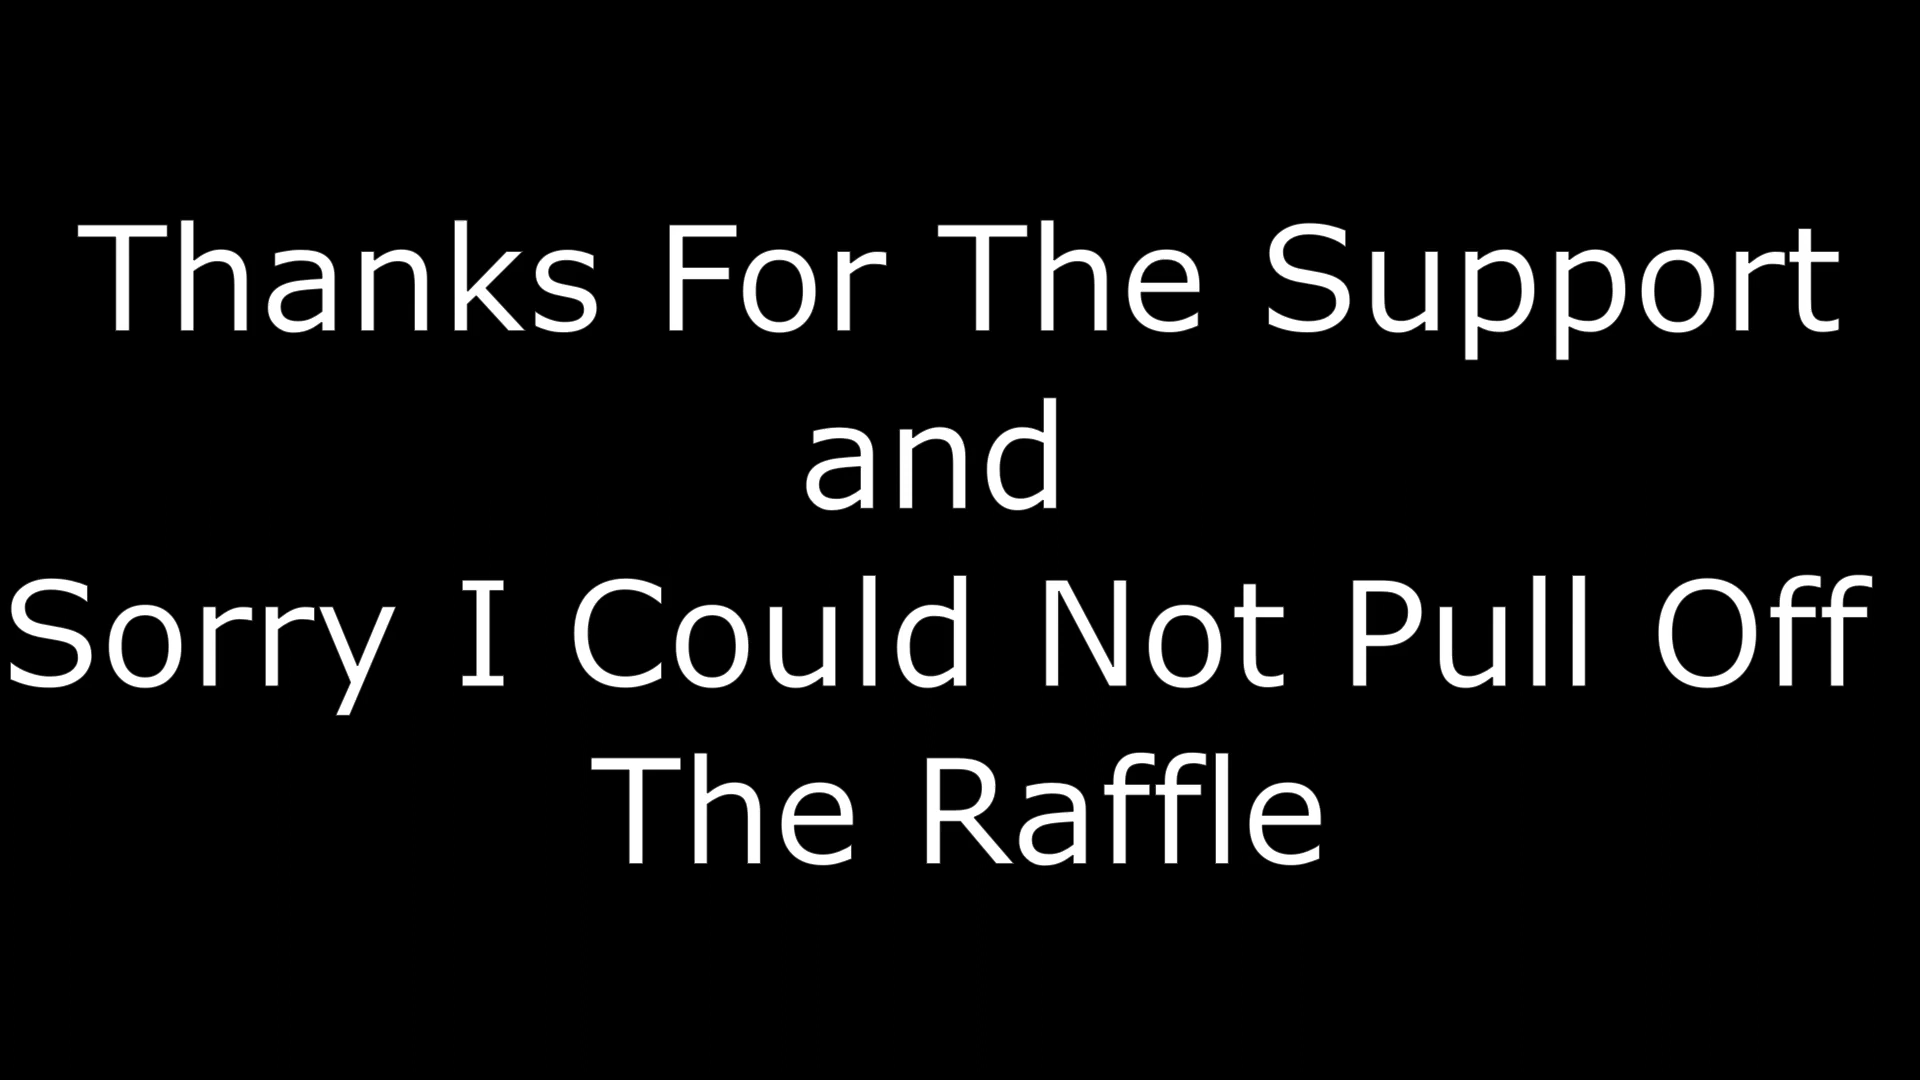 Thanks For The Support
and
Sorry I Could Not Pull Off
The Raffle